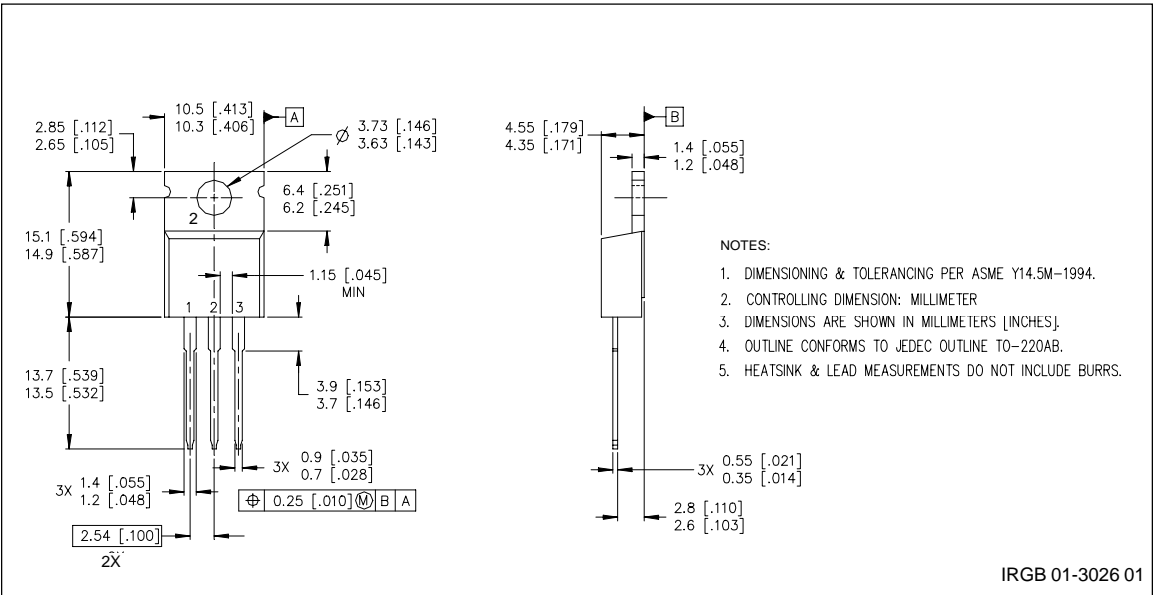 10.5 [.413]
10.3 [.406]
A
2.85 [.112]
2.65 [.105]
Ø 3.73 [.146]
3.63 [.143]
6.4 [.251]
6.2 [.245]
2
15.1 [.594]
14.9 [.587]
1.15 [.045]
MIN
1 2 3
13.7 [.539]
13.5 [.532]
3.9 [.153]
3.7 [.146]
3X 0.9 [.035]
0.7 [.028]
3X 1.4 [.055]
1.2 [.048]
⌖ 0.25 [.010] Ⓜ B A
2.54 [.100]
2X
4.55 [.179]
4.35 [.171]
B
1.4 [.055]
1.2 [.048]
3X 0.55 [.021]
0.35 [.014]
2.8 [.110]
2.6 [.103]
NOTES:
1. DIMENSIONING & TOLERANCING PER ASME Y14.5M-1994.
2. CONTROLLING DIMENSION: MILLIMETER
3. DIMENSIONS ARE SHOWN IN MILLIMETERS [INCHES].
4. OUTLINE CONFORMS TO JEDEC OUTLINE TO-220AB.
5. HEATSINK & LEAD MEASUREMENTS DO NOT INCLUDE BURRS.
IRGB 01-3026 01